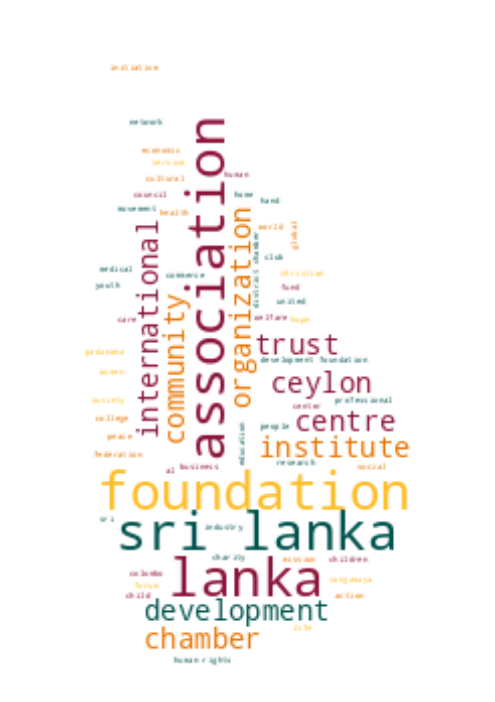 initiative
network
economic
service
cultural
human
council
home
hand
movement
health
association
international
organization
community
world
global
district chamber
club
medical
commerce
christian
youth
fund
united
care
welfare
hope
trust
padanama
development foundation
women
ceylon
society
professional
center
college
centre
people
education
peace
institute
federation
research
al
business
social
foundation
sri
sri lanka
industry
charity
mission
children
lanka
colombo
sangamaya
forum
child
action
development
life
chamber
human rights